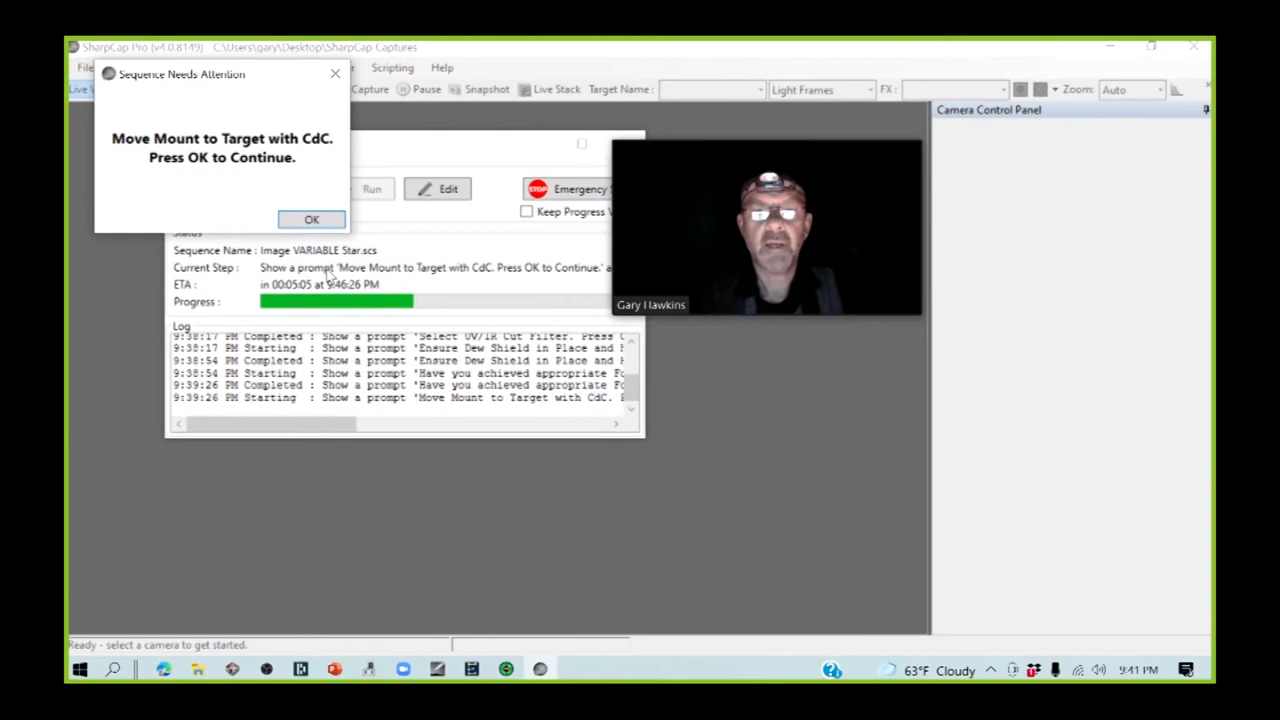 SharpCap Pro (v4.0.8149) C:\Users\gary\Desktop\SharpCap Captures
Sequence Needs Attention
Scripting Help
Capture Pause Snapshot Live Stack Target Name : Light Frames FX : Zoom: Auto
Camera Control Panel
Move Mount to Target with CdC.
Press OK to Continue.
OK
Run Edit STOP Emergency
Keep Progress
Status
Sequence Name : Image VARIABLE Star.scs
Current Step : Show a prompt 'Move Mount to Target with CdC. Press OK to Continue.'
ETA : in 00:05:05 at 9:46:26 PM
Progress :
Gary Hawkins
Log
9:38:17 PM Completed : Show a prompt 'Select UV/IR Cut Filter. Press
9:38:17 PM Starting : Show a prompt 'Ensure Dew Shield in Place and
9:38:54 PM Completed : Show a prompt 'Ensure Dew Shield in Place and
9:38:54 PM Starting : Show a prompt 'Have you achieved appropriate
9:39:26 PM Completed : Show a prompt 'Have you achieved appropriate
9:39:26 PM Starting : Show a prompt 'Move Mount to Target with CdC.
Ready - select a camera to get started.
63°F Cloudy 9:41 PM